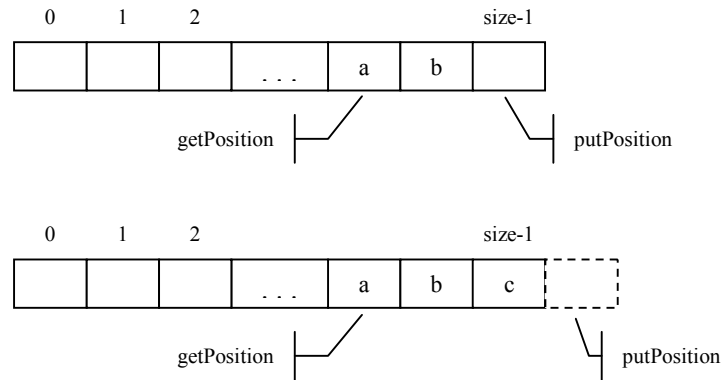 0 1 2 size-1
. . . a b
getPosition putPosition
0 1 2 size-1
. . . a b c
getPosition putPosition